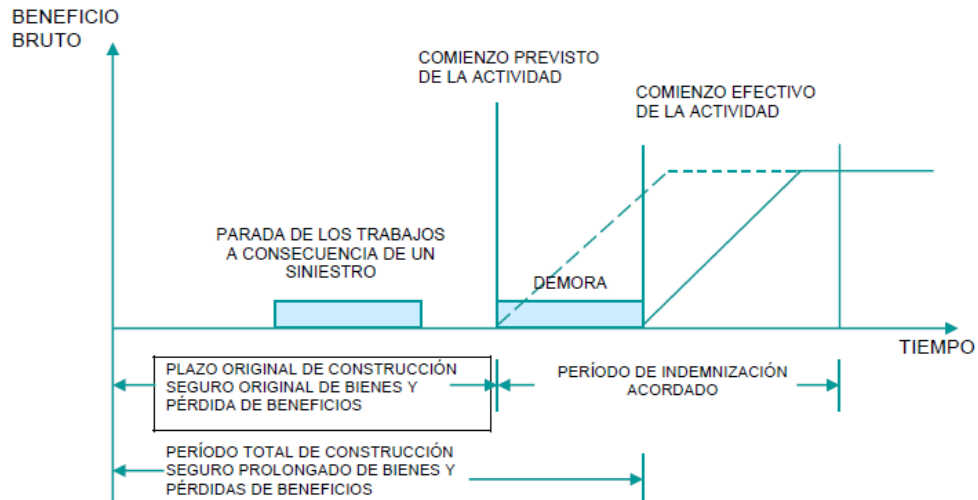 BENEFICIO
BRUTO
COMIENZO PREVISTO
DE LA ACTIVIDAD
COMIENZO EFECTIVO
DE LA ACTIVIDAD
PARADA DE LOS TRABAJOS
A CONSECUENCIA DE UN
SINIESTRO
DEMORA
TIEMPO
PLAZO ORIGINAL DE CONSTRUCCIÓN
SEGURO ORIGINAL DE BIENES Y
PÉRDIDA DE BENEFICIOS
PERÍODO DE INDEMNIZACIÓN
ACORDADO
PERÍODO TOTAL DE CONSTRUCCIÓN
SEGURO PROLONGADO DE BIENES Y
PÉRDIDAS DE BENEFICIOS